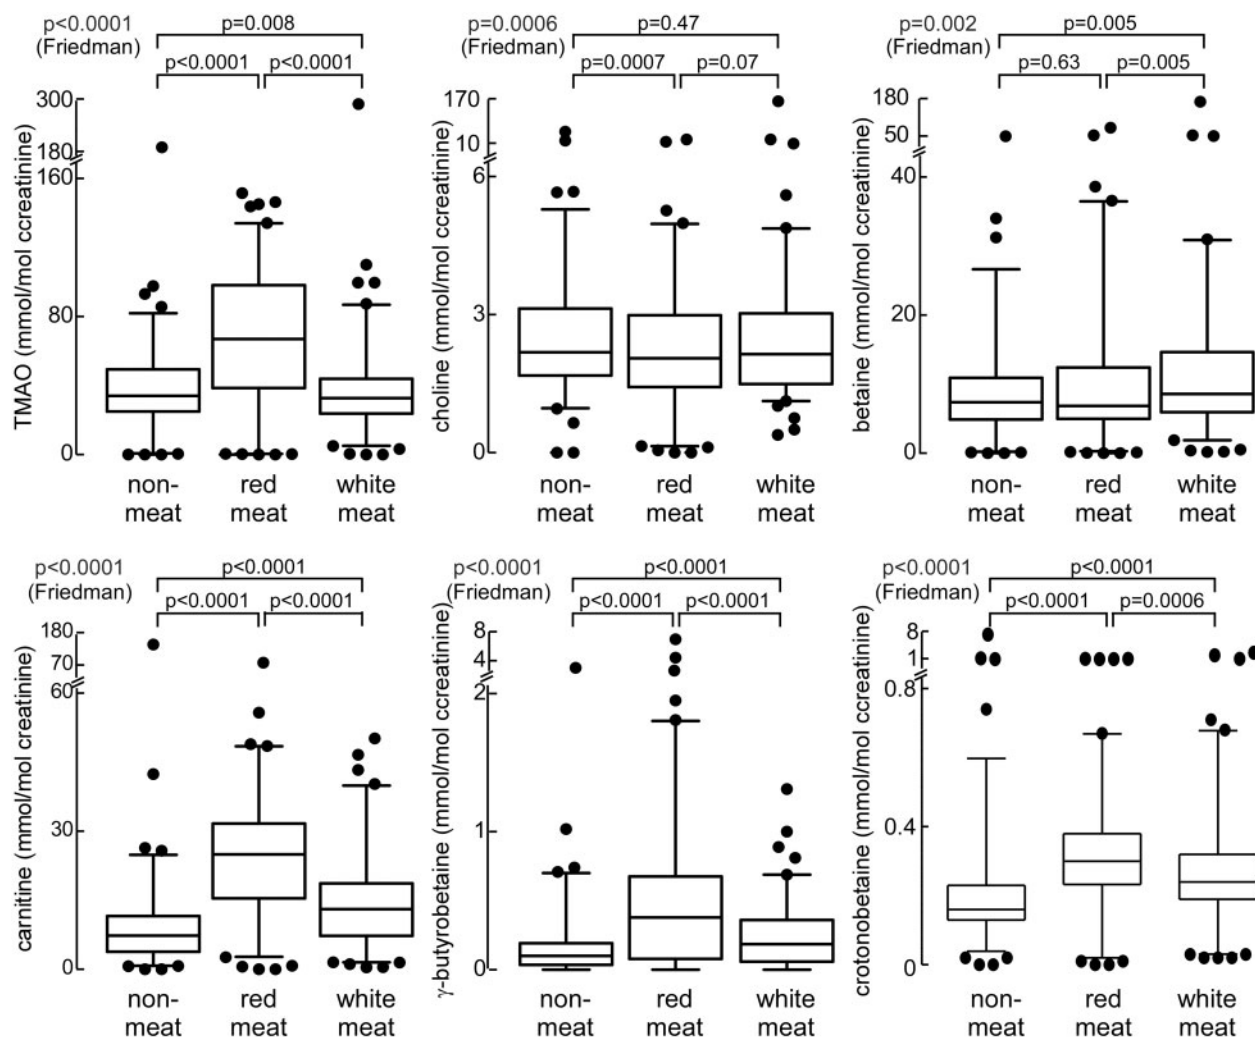 p<0.0001
(Friedman)
p=0.008
p<0.0001
p<0.0001
TMAO (mmol/mol ccreatinine)
300
180
160
80
0
non-
meat
red
meat
white
meat
p=0.0006
(Friedman)
p=0.47
p=0.0007
p=0.07
choline (mmol/mol ccreatinine)
170
10
6
3
0
non-
meat
red
meat
white
meat
p=0.002
(Friedman)
p=0.005
p=0.63
p=0.005
betaine (mmol/mol ccreatinine)
180
50
40
20
0
non-
meat
red
meat
white
meat
p<0.0001
(Friedman)
p<0.0001
p<0.0001
p<0.0001
carnitine (mmol/mol creatinine)
180
70
60
30
0
non-
meat
red
meat
white
meat
p<0.0001
(Friedman)
p<0.0001
p<0.0001
p<0.0001
γ-butyrobetaine (mmol/mol ccreatinine)
8
4
2
1
0
non-
meat
red
meat
white
meat
p<0.0001
(Friedman)
p<0.0001
p<0.0001
p=0.0006
crotonobetaine (mmol/mol ccreatinine)
8
1
0.8
0.4
0
non-
meat
red
meat
white
meat